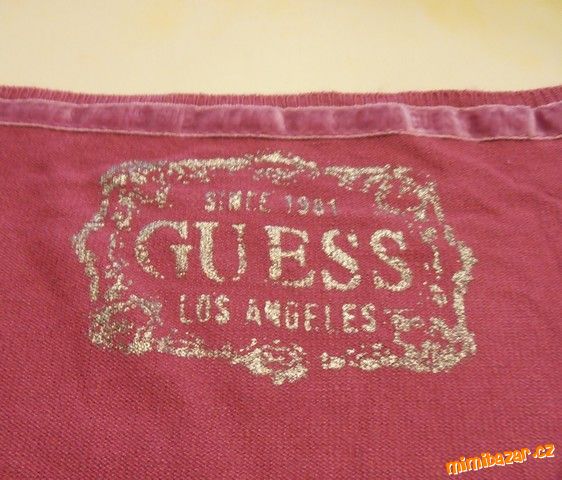 SINCE 1981
GUESS
LOS ANGELES
mimibazar.cz